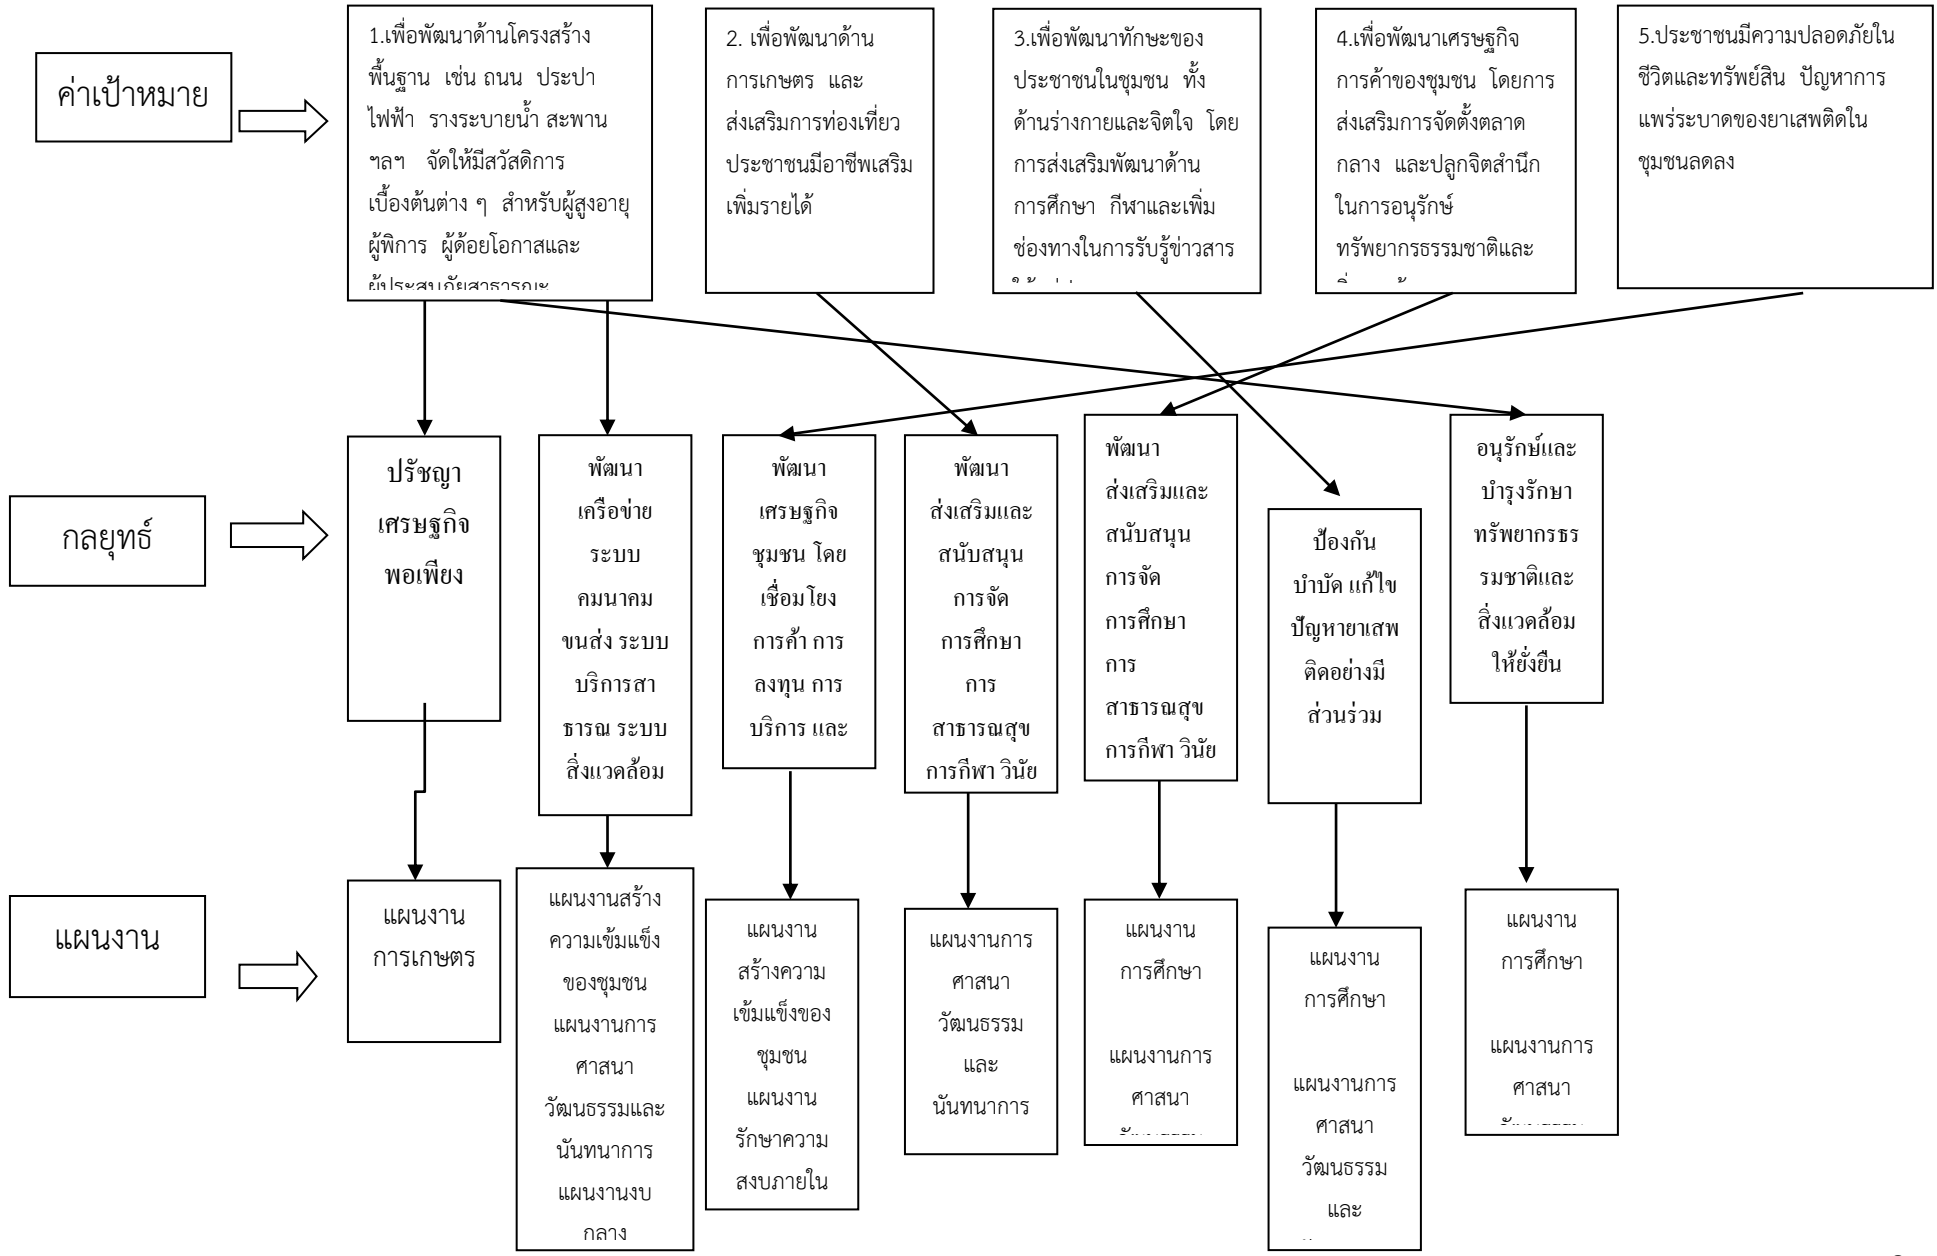 ค่าเป้าหมาย
1.เพื่อพัฒนาด้านโครงสร้าง
พื้นฐาน เช่น ถนน ประปา
ไฟฟ้า รางระบายน้ำ สะพาน
ฯลฯ จัดให้มีสวัสดิการ
เบื้องต้นต่าง ๆ สำหรับผู้สูงอายุ
ผู้พิการ ผู้ด้อยโอกาสและ
ผู้ประสบภัยสาธารณะ
2. เพื่อพัฒนาด้าน
การเกษตร และ
ส่งเสริมการท่องเที่ยว
ประชาชนมีอาชีพเสริม
เพิ่มรายได้
3.เพื่อพัฒนาทักษะของ
ประชาชนในชุมชน ทั้ง
ด้านร่างกายและจิตใจ โดย
การส่งเสริมพัฒนาด้าน
การศึกษา กีฬาและเพิ่ม
ช่องทางในการรับรู้ข่าวสาร
4.เพื่อพัฒนาเศรษฐกิจ
การค้าของชุมชน โดยการ
ส่งเสริมการจัดตั้งตลาด
กลาง และปลูกจิตสำนึก
ในการอนุรักษ์
ทรัพยากรธรรมชาติและ
5.ประชาชนมีความปลอดภัยใน
ชีวิตและทรัพย์สิน ปัญหาการ
แพร่ระบาดของยาเสพติดใน
ชุมชนลดลง
กลยุทธ์
ปรัชญา
เศรษฐกิจ
พอเพียง
พัฒนา
เครือข่าย
ระบบ
คมนาคม
ขนส่ง ระบบ
บริการสา
ธารณ ระบบ
สิ่งแวดล้อม
พัฒนา
เศรษฐกิจ
ชุมชน โดย
เชื่อมโยง
การค้า การ
ลงทุน การ
บริการ และ
พัฒนา
ส่งเสริมและ
สนับสนุน
การจัด
การศึกษา
การ
สาธารณสุข
การกีฬา วินัย
พัฒนา
ส่งเสริมและ
สนับสนุน
การจัด
การศึกษา
การ
สาธารณสุข
การกีฬา วินัย
ป้องกัน
บำบัด แก้ไข
ปัญหายาเสพ
ติดอย่างมี
ส่วนร่วม
อนุรักษ์และ
บำรุงรักษา
ทรัพยากรธร
รมชาติและ
สิ่งแวดล้อม
ให้ยั่งยืน
แผนงาน
แผนงาน
การเกษตร
แผนงานสร้าง
ความเข้มแข็ง
ของชุมชน
แผนงานการ
ศาสนา
วัฒนธรรมและ
นันทนาการ
แผนงานงบ
กลาง
แผนงาน
สร้างความ
เข้มแข็งของ
ชุมชน
แผนงาน
รักษาความ
สงบภายใน
แผนงานการ
ศาสนา
วัฒนธรรม
และ
นันทนาการ
แผนงาน
การศึกษา
แผนงานการ
ศาสนา
แผนงาน
การศึกษา
แผนงานการ
ศาสนา
วัฒนธรรม
และ
แผนงาน
การศึกษา
แผนงานการ
ศาสนา